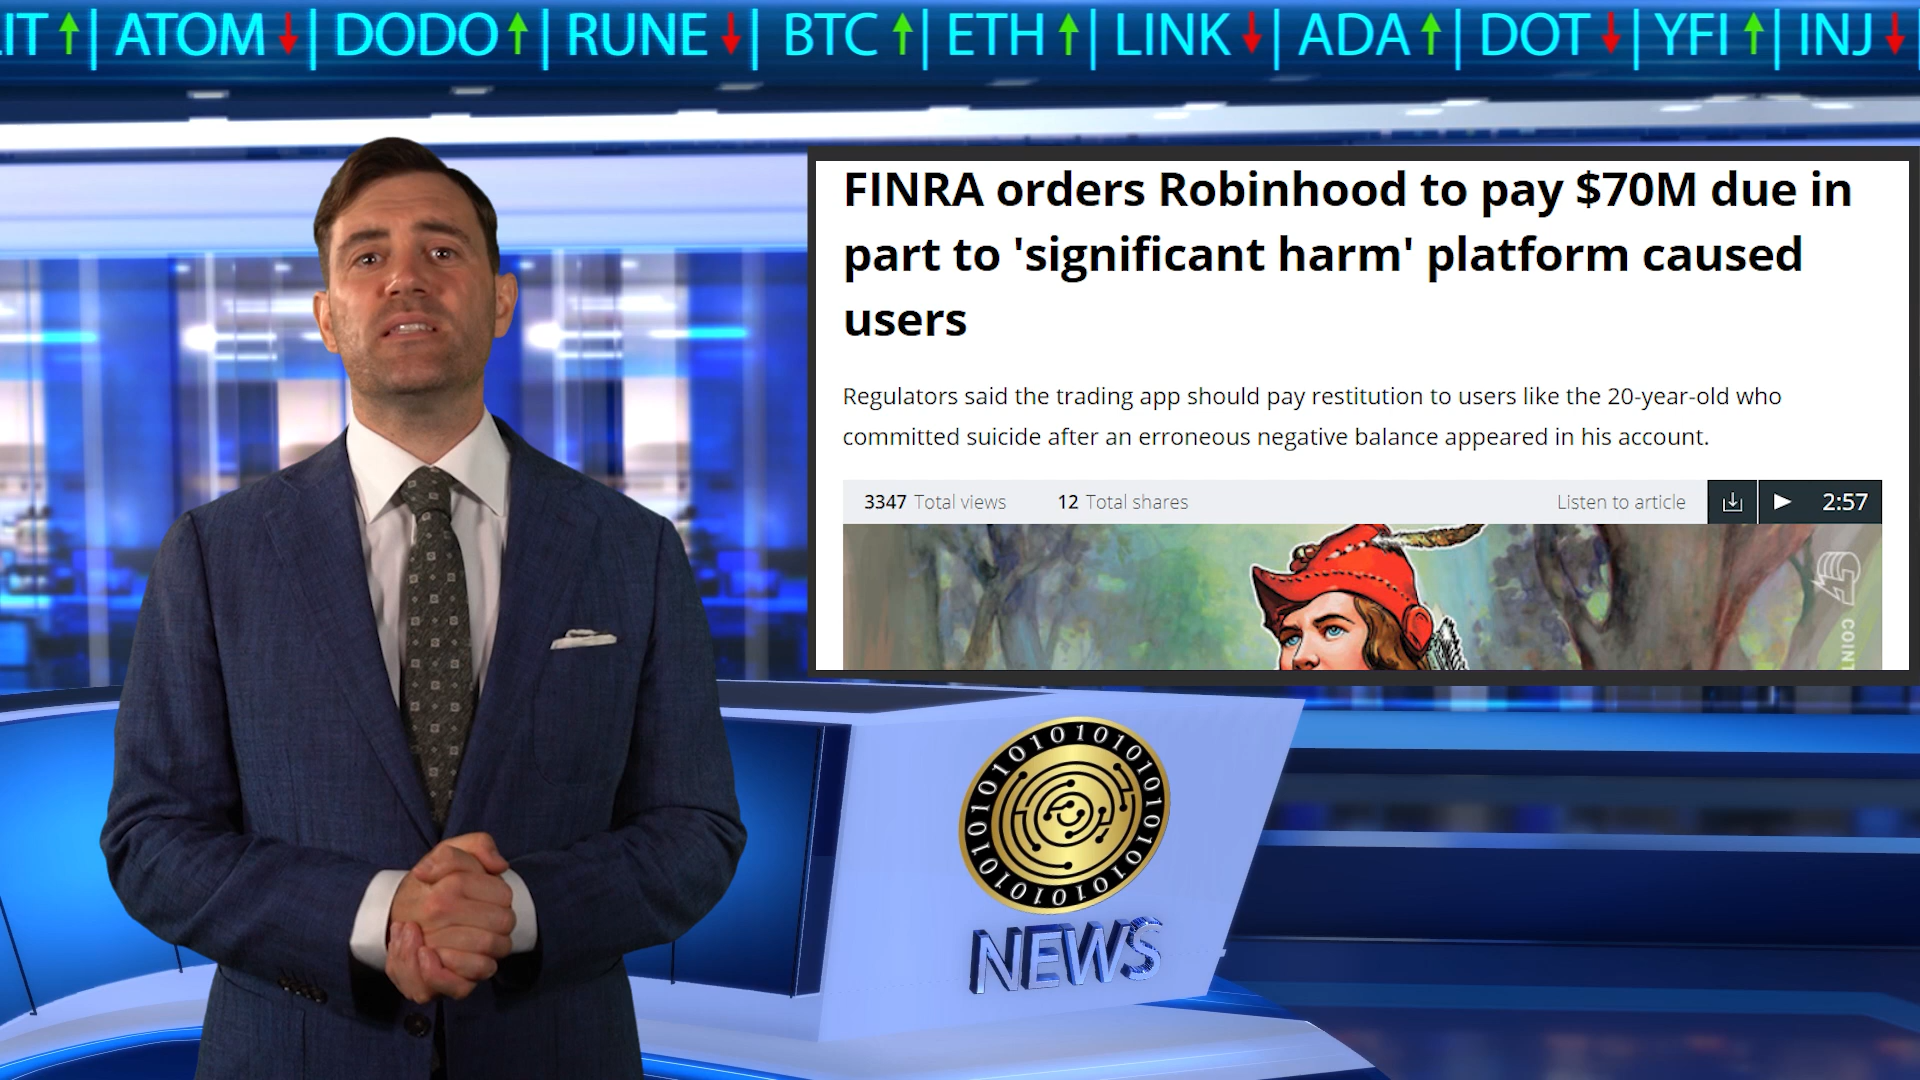 IT | ATOM | DODO | RUNE | BTC | ETH | LINK | ADA | DOT | YFI | INJ
FINRA orders Robinhood to pay $70M due in
part to 'significant harm' platform caused
users
Regulators said the trading app should pay restitution to users like the 20-year-old who
committed suicide after an erroneous negative balance appeared in his account.
3347 Total views 12 Total shares Listen to article 2:57
COINT
NEWS